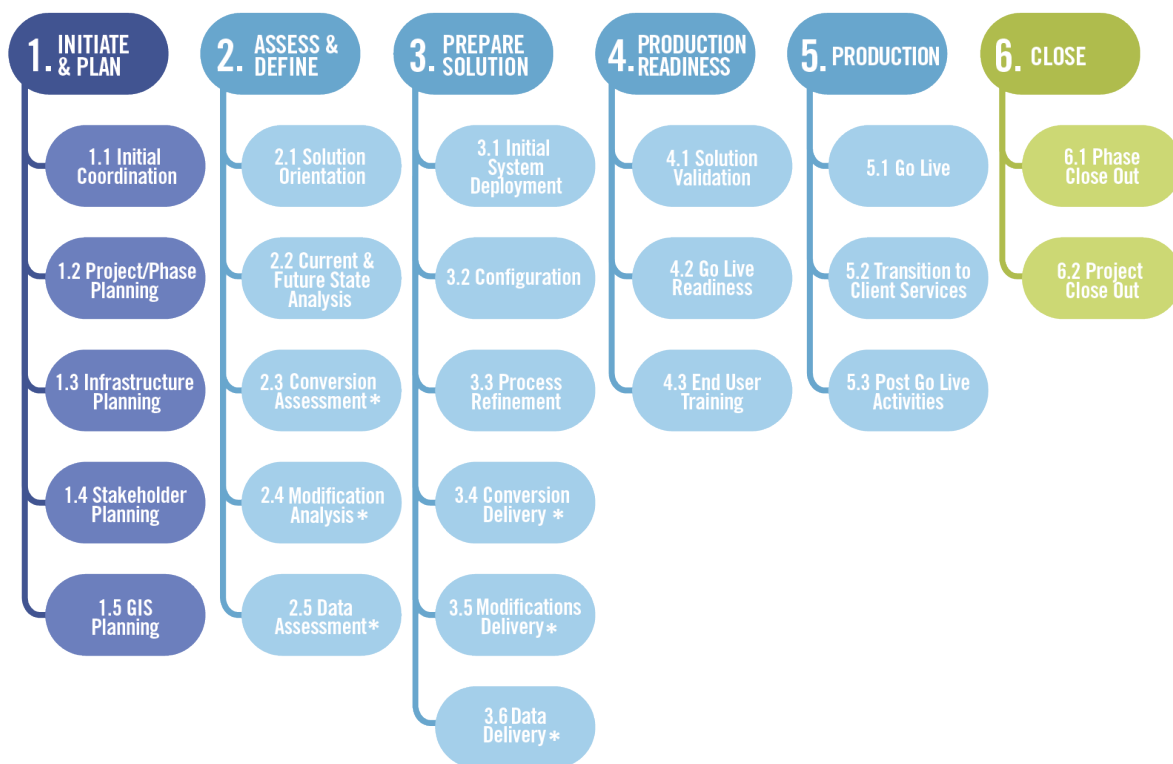 1. INITIATE
& PLAN
1.1 Initial
Coordination
1.2 Project/Phase
Planning
1.3 Infrastructure
Planning
1.4 Stakeholder
Planning
1.5 GIS
Planning
2. ASSESS &
DEFINE
2.1 Solution
Orientation
2.2 Current &
Future State
Analysis
2.3 Conversion
Assessment*
2.4 Modification
Analysis*
2.5 Data
Assessment*
3. PREPARE
SOLUTION
3.1 Initial
System
Deployment
3.2 Configuration
3.3 Process
Refinement
3.4 Conversion
Delivery *
3.5 Modifications
Delivery*
3.6 Data
Delivery*
4. PRODUCTION
READINESS
4.1 Solution
Validation
4.2 Go Live
Readiness
4.3 End User
Training
5. PRODUCTION
5.1 Go Live
5.2 Transition to
Client Services
5.3 Post Go Live
Activities
6. CLOSE
6.1 Phase
Close Out
6.2 Project
Close Out